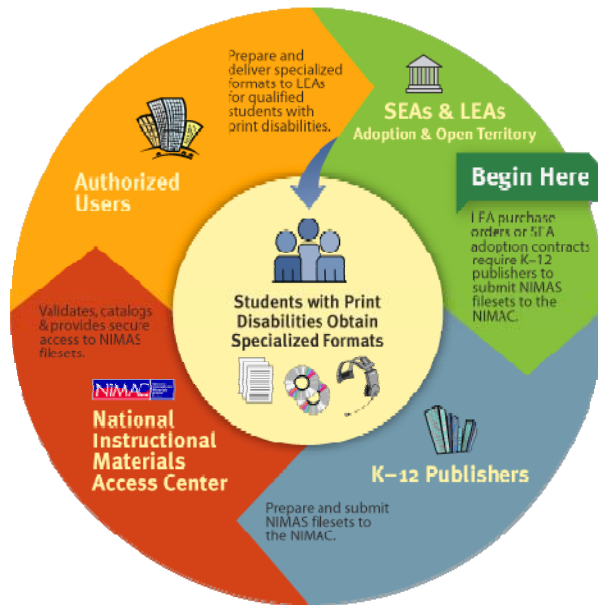 SEAs & LEAs
Adoption & Open Territory
Begin Here
LEA purchase
orders or SEA
adoption contracts
require K–12
publishers to
submit NIMAS
filesets to the
NIMAC.
K–12 Publishers
Prepare and submit
NIMAS filesets to
the NIMAC.
NIMAC
National
Instructional
Materials
Access Center
Validates, catalogs
& provides secure
access to NIMAS
filesets.
Authorized
Users
Prepare and
deliver specialized
formats to LEAs
for qualified
students with
print disabilities.
Students with Print
Disabilities Obtain
Specialized Formats